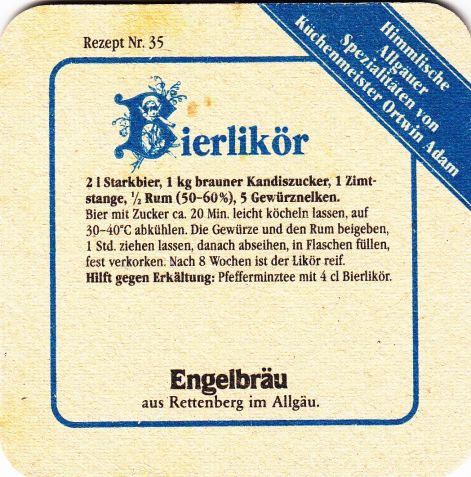 Rezept Nr. 35
Himmlische
Allgäuer
Spezialitäten von
Küchenmeister Ortwin Adam
Bierlikör
2 l Starkbier, 1 kg brauner Kandiszucker, 1 Zimt-
stange, ½ Rum (50–60%), 5 Gewürznelken.
Bier mit Zucker ca. 20 Min. leicht köcheln lassen, auf
30–40°C abkühlen. Die Gewürze und den Rum beigeben,
1 Std. ziehen lassen, danach abseihen, in Flaschen füllen,
fest verkorken. Nach 8 Wochen ist der Likör reif.
Hilft gegen Erkältung: Pfefferminztee mit 4 cl Bierlikör.
Engelbräu
aus Rettenberg im Allgäu.